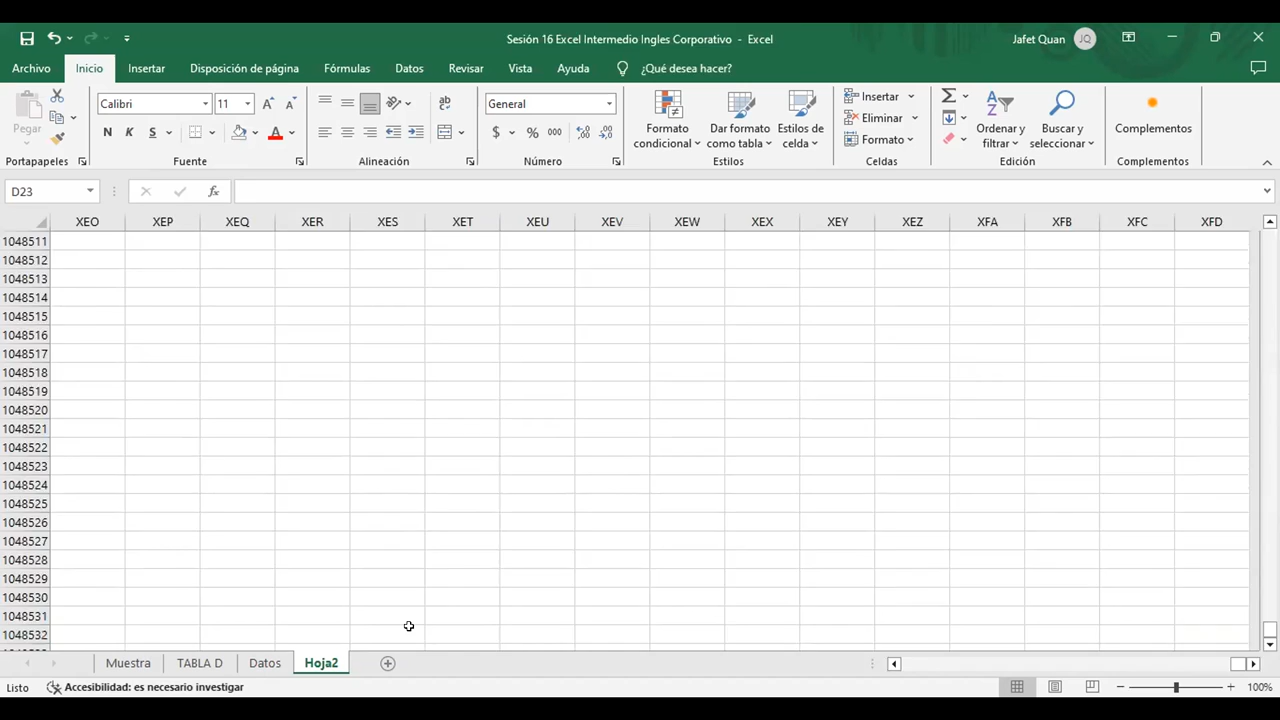 Sesión 16 Excel Intermedio Ingles Corporativo - Excel
Jafet Quan JQ
Archivo Inicio Insertar Disposición de página Fórmulas Datos Revisar Vista Ayuda ¿Qué desea hacer?
Pegar
Calibri 11
N K S
ab
General
$ % 000
Formato condicional
Dar formato como tabla
Estilos de celda
Insertar
Eliminar
Formato
Ordenar y filtrar
Buscar y seleccionar
Complementos
Portapapeles Fuente Alineación Número Estilos Celdas Edición Complementos
D23 fx
XEO XEP XEQ XER XES XET XEU XEV XEW XEX XEY XEZ XFA XFB XFC XFD
1048511
1048512
1048513
1048514
1048515
1048516
1048517
1048518
1048519
1048520
1048521
1048522
1048523
1048524
1048525
1048526
1048527
1048528
1048529
1048530
1048531
1048532
Muestra TABLA D Datos Hoja2
Listo Accesibilidad: es necesario investigar 100%